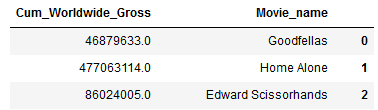 Cum_Worldwide_Gross Movie_name
46879633.0 Goodfellas 0
477063114.0 Home Alone 1
86024005.0 Edward Scissorhands 2